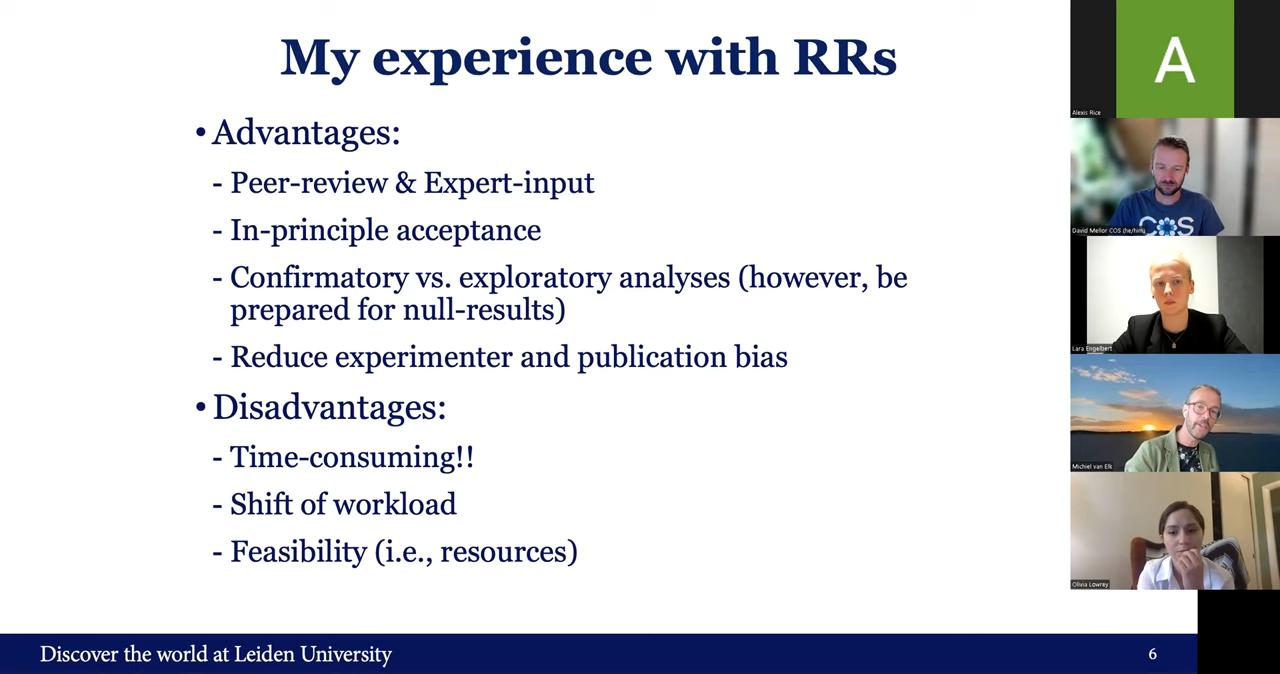 My experience with RRs
• Advantages:
- Peer-review & Expert-input
- In-principle acceptance
- Confirmatory vs. exploratory analyses (however, be
prepared for null-results)
- Reduce experimenter and publication bias
• Disadvantages:
- Time-consuming!!
- Shift of workload
- Feasibility (i.e., resources)
Discover the world at Leiden University
6
A
Alexis Rice
COS
David Mellor COS (he/him)
Lara Engelbert
Michiel van Elk
Olivia Lowrey